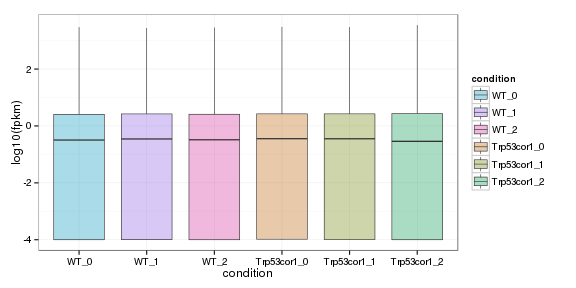 log10(fpkm)
2
0
-2
-4
WT_0 WT_1 WT_2 Trp53cor1_0 Trp53cor1_1 Trp53cor1_2
condition
condition
WT_0
WT_1
WT_2
Trp53cor1_0
Trp53cor1_1
Trp53cor1_2